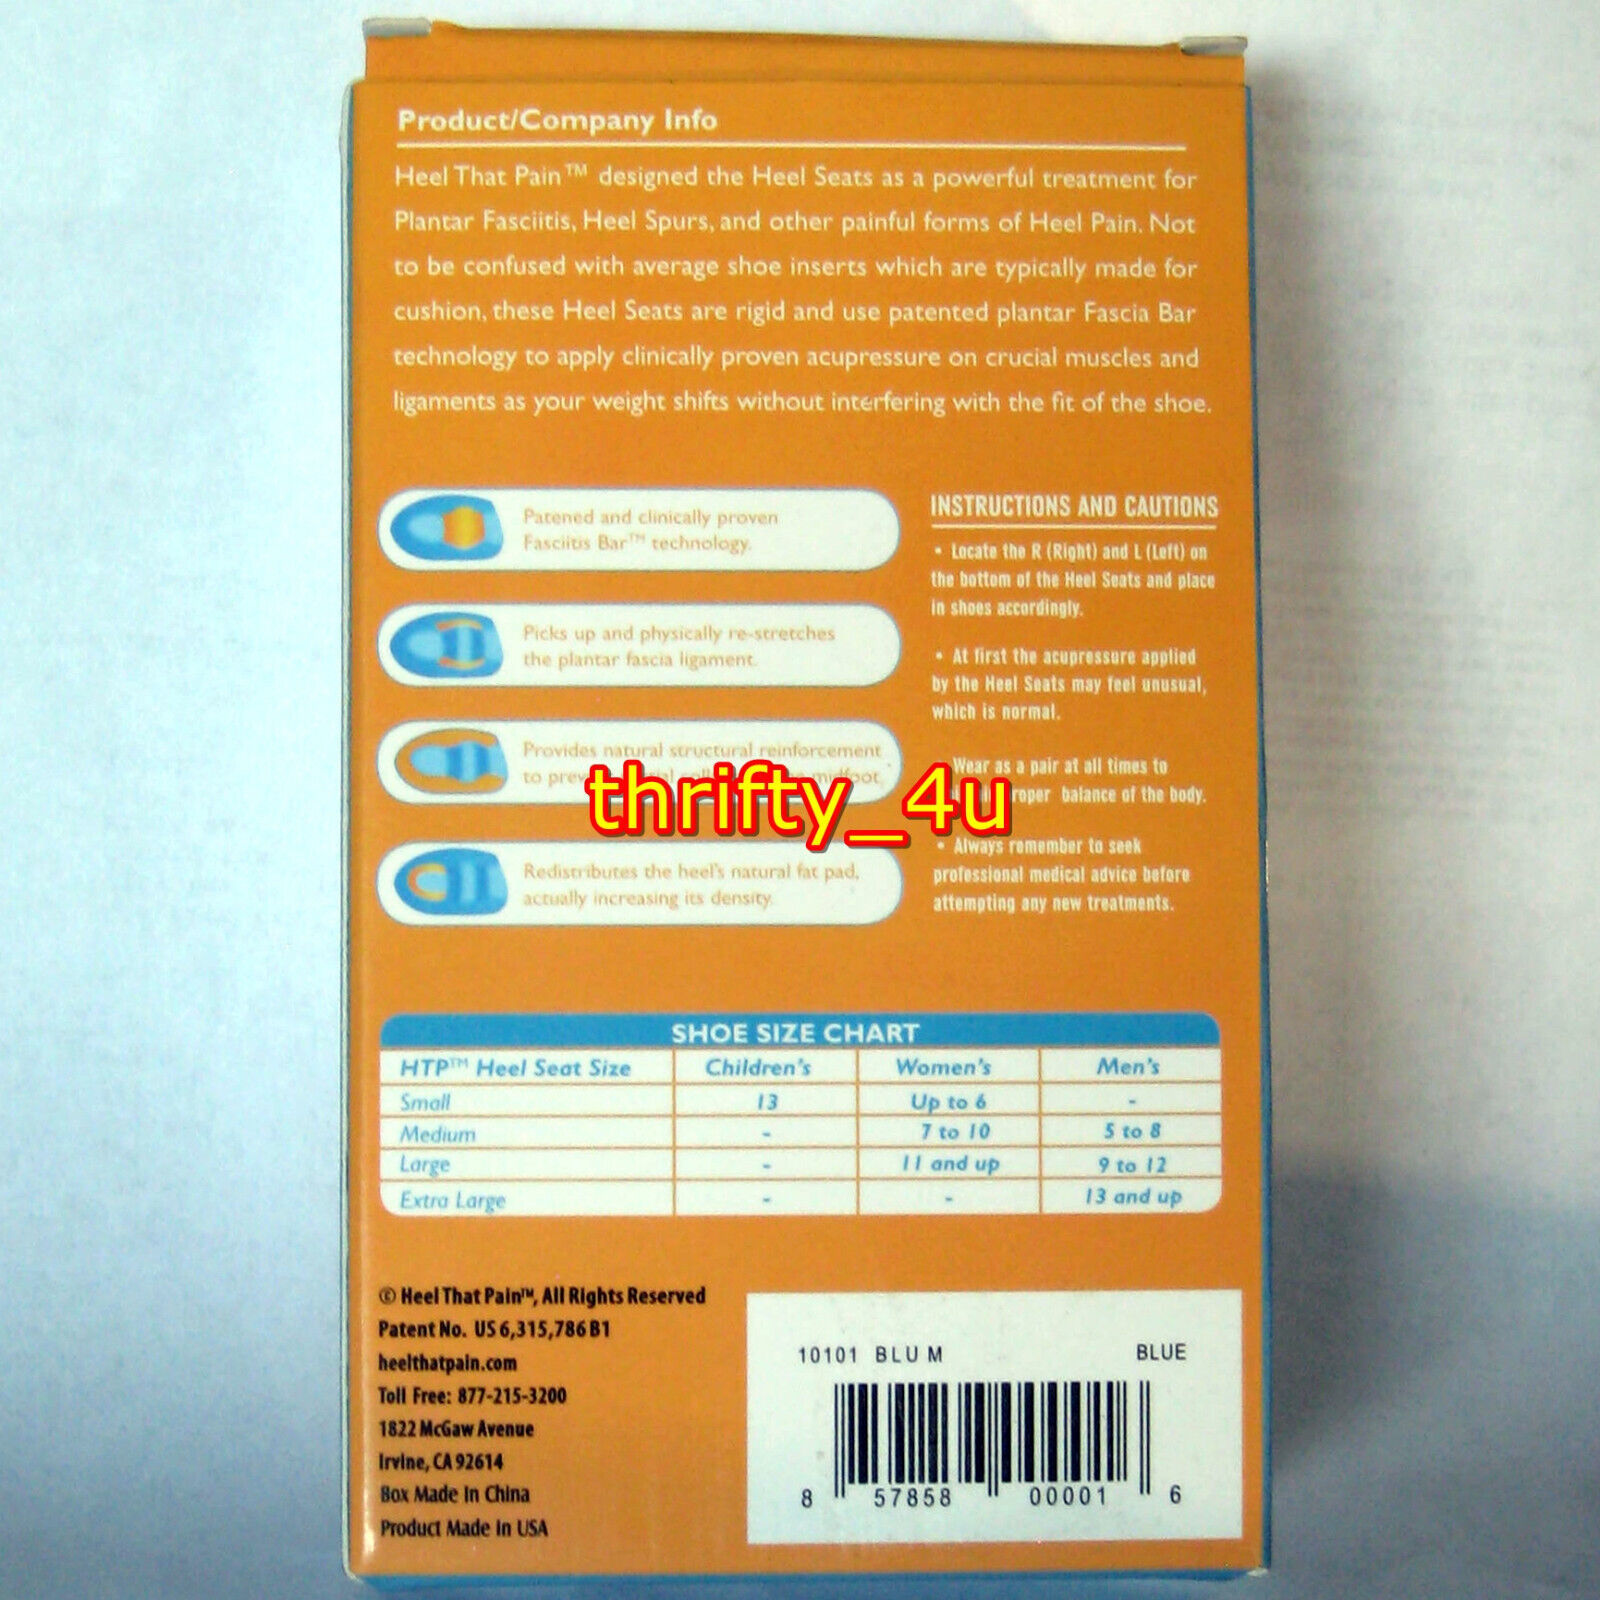 Product/Company Info
Heel That Pain™ designed the Heel Seats as a powerful treatment for
Plantar Fasciitis, Heel Spurs, and other painful forms of Heel Pain. Not
to be confused with average shoe inserts which are typically made for
cushion, these Heel Seats are rigid and use patented plantar Fascia Bar
technology to apply clinically proven acupressure on crucial muscles and
ligaments as your weight shifts without interfering with the fit of the shoe.
Patened and clinically proven
Fasciitis Bar™ technology.
Picks up and physically re-stretches
the plantar fascia ligament.
Provides natural structural reinforcement
to midfoot.
Redistributes the heel's natural fat pad,
actually increasing its density.
thrifty_4u
INSTRUCTIONS AND CAUTIONS
• Locate the R (Right) and L (Left) on
the bottom of the Heel Seats and place
in shoes accordingly.
• At first the acupressure applied
by the Heel Seats may feel unusual,
which is normal.
Wear as a pair at all times to
balance of the body.
• Always remember to seek
professional medical advice before
attempting any new treatments.
SHOE SIZE CHART
HTP™ Heel Seat Size Children's Women's Men's
Small 13 Up to 6 -
Medium - 7 to 10 5 to 8
Large - 11 and up 9 to 12
Extra Large - - 13 and up
© Heel That Pain™, All Rights Reserved
Patent No. US 6,315,786 B1
heelthatpain.com
Toll Free: 877-215-3200
1822 McGaw Avenue
Irvine, CA 92614
Box Made In China
Product Made In USA
10101 BLU M BLUE
8 57858 00001 6